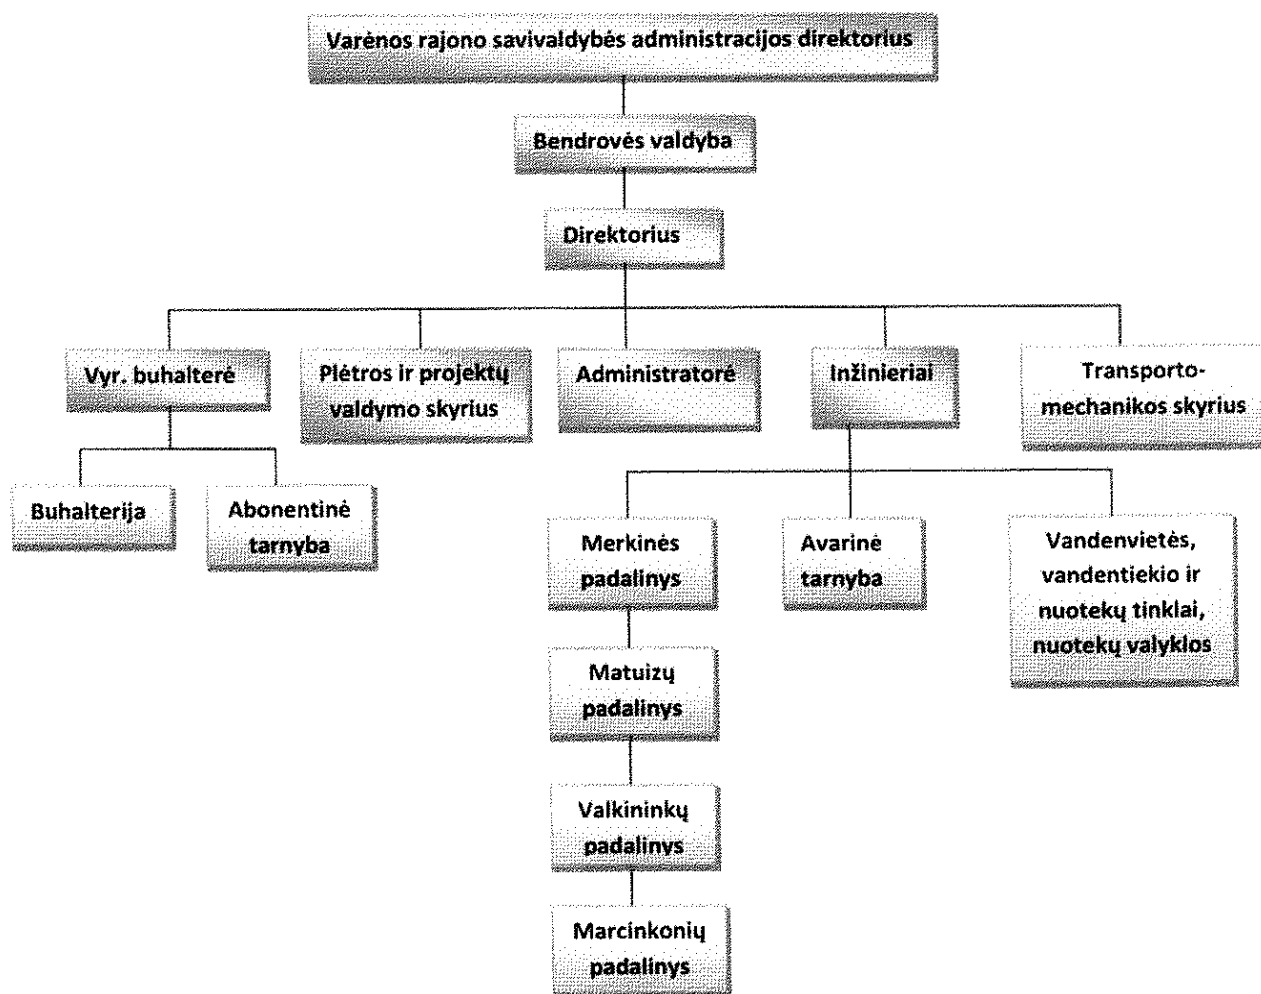 Varėnos rajono savivaldybės administracijos direktorius
Bendrovės valdyba
Direktorius
Vyr. buhalterė
Plėtros ir projektų
valdymo skyrius
Administratorė
Inžinieriai
Transporto-
mechanikos skyrius
Buhalterija
Abonentinė
tarnyba
Merkinės
padalinys
Avarinė
tarnyba
Vandenvietės,
vandentiekio ir
nuotekų tinklai,
nuotekų valyklos
Matuizų
padalinys
Valkininkų
padalinys
Marcinkonių
padalinys